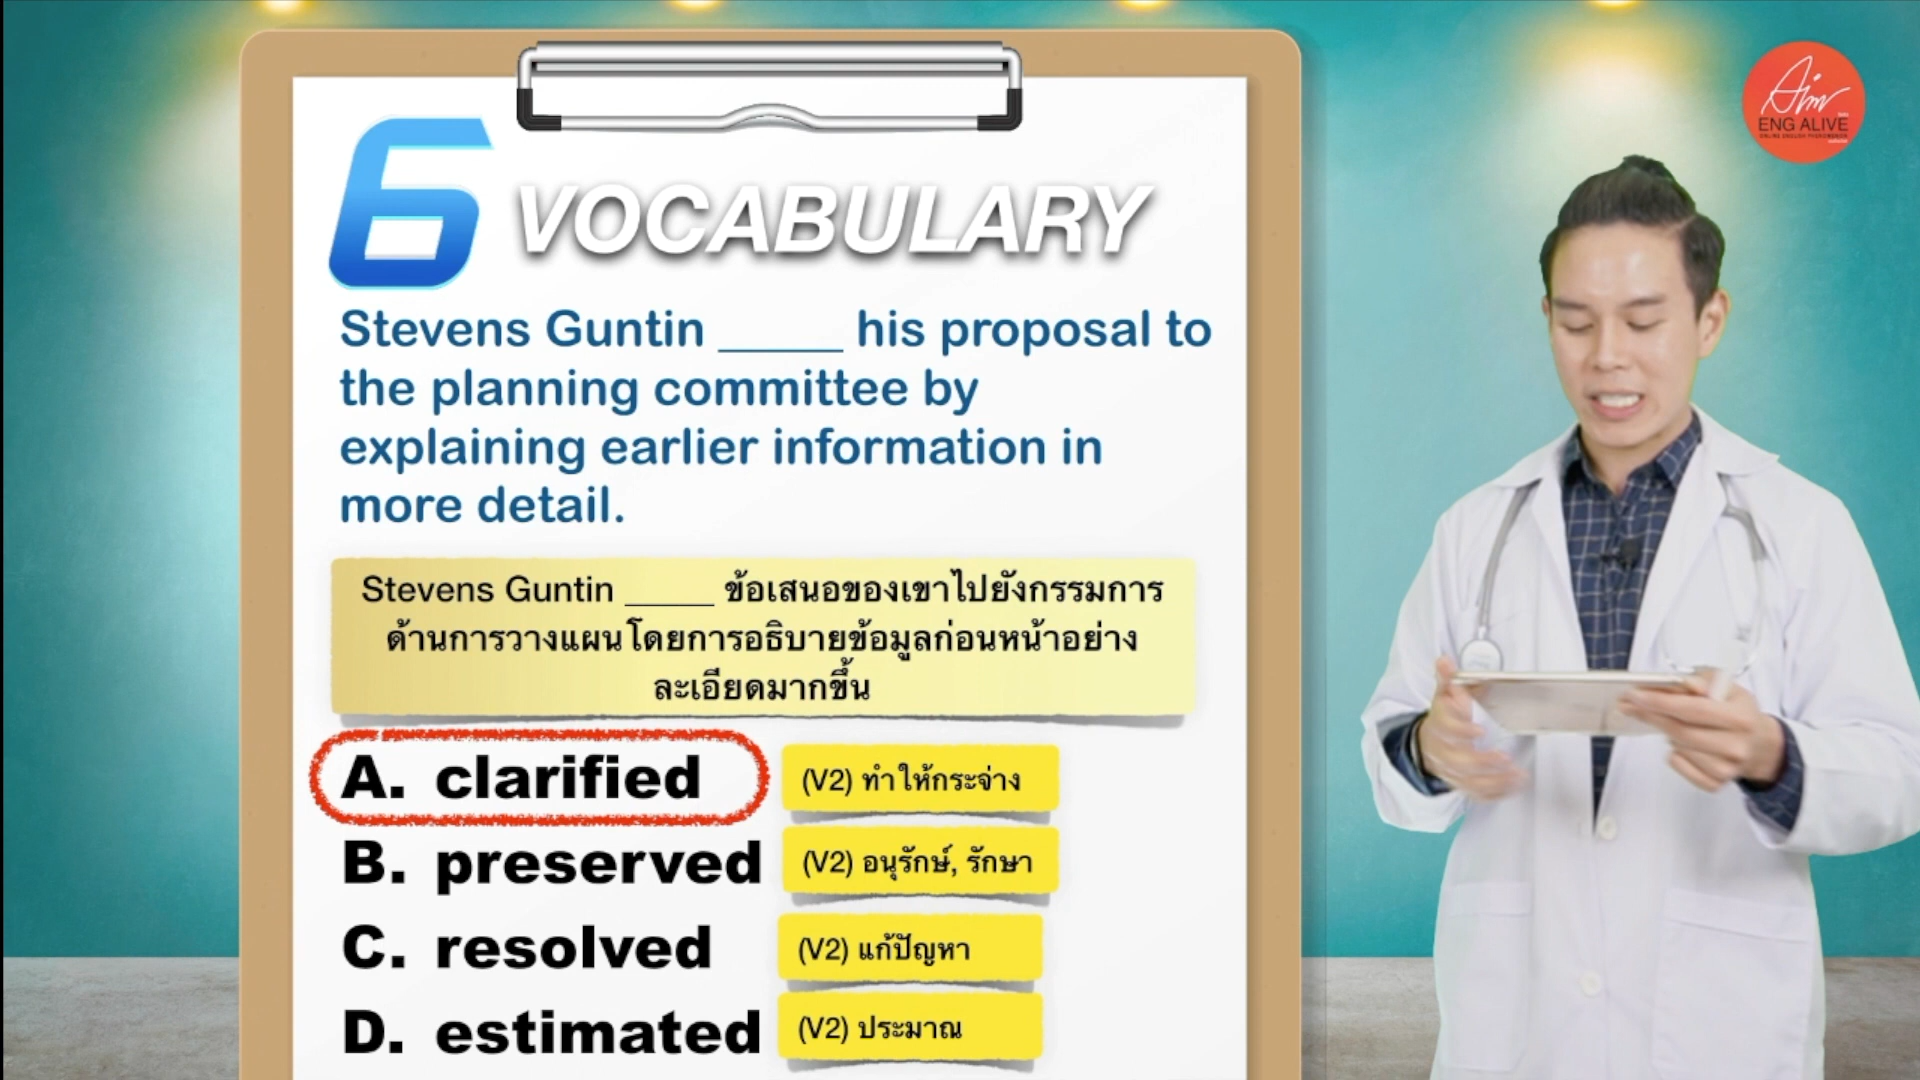 Aim
ENG ALIVE
6 VOCABULARY
Stevens Guntin _____ his proposal to
the planning committee by
explaining earlier information in
more detail.
Stevens Guntin _____ ข้อเสนอของเขาไปยังกรรมการ
ด้านการวางแผนโดยการอธิบายข้อมูลก่อนหน้าอย่าง
ละเอียดมากขึ้น
A. clarified (V2) ทำให้กระจ่าง
B. preserved (V2) อนุรักษ์, รักษา
C. resolved (V2) แก้ปัญหา
D. estimated (V2) ประมาณ